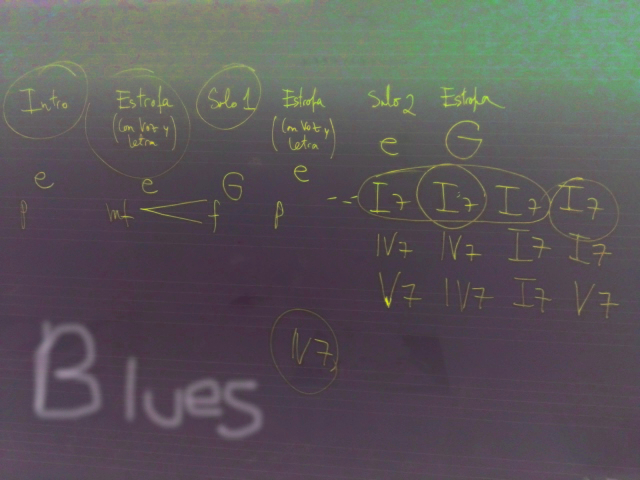 Intro Estrofa Solo 1 Estrofa Solo 2 Estrofa
(Con Voz y Letra) (Con Voz y Letra)
e e G e e G
p mf < f p
I7 I7 I7 I7
IV7 IV7 I7 I7
V7 IV7 I7 V7
IV7
Blues